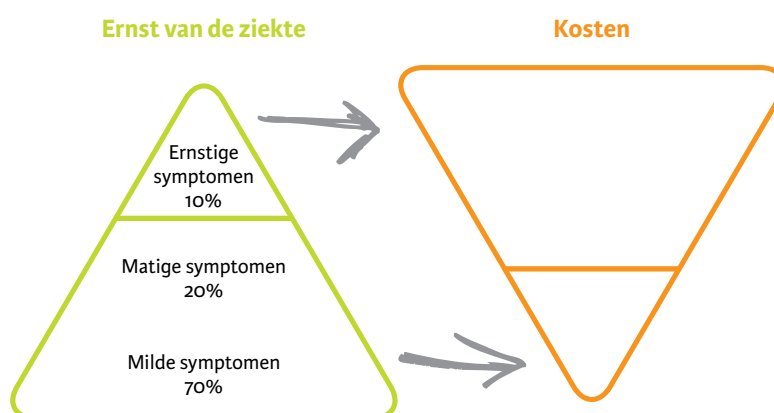 Ernst van de ziekte
Kosten
Ernstige
symptomen
10%
Matige symptomen
20%
Milde symptomen
70%